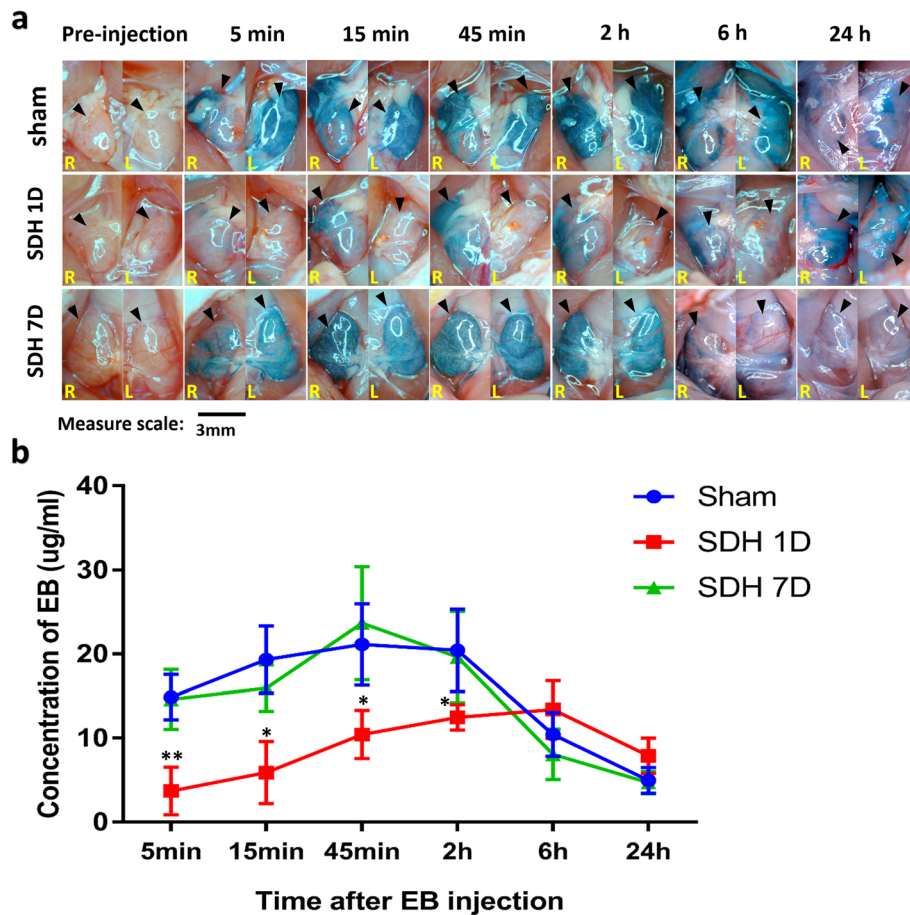 a
Pre-injection 5 min 15 min 45 min 2 h 6 h 24 h
Sham
R L R L R L R L R L R L R L
SDH 1D
R L R L R L R L R L R L R L
SDH 7D
R L R L R L R L R L R L R L
Measure scale: 3mm
b
Concentration of EB (ug/ml)
40
30
20
10
0
Sham
SDH 1D
SDH 7D
** * * *
5min 15min 45min 2h 6h 24h
Time after EB injection